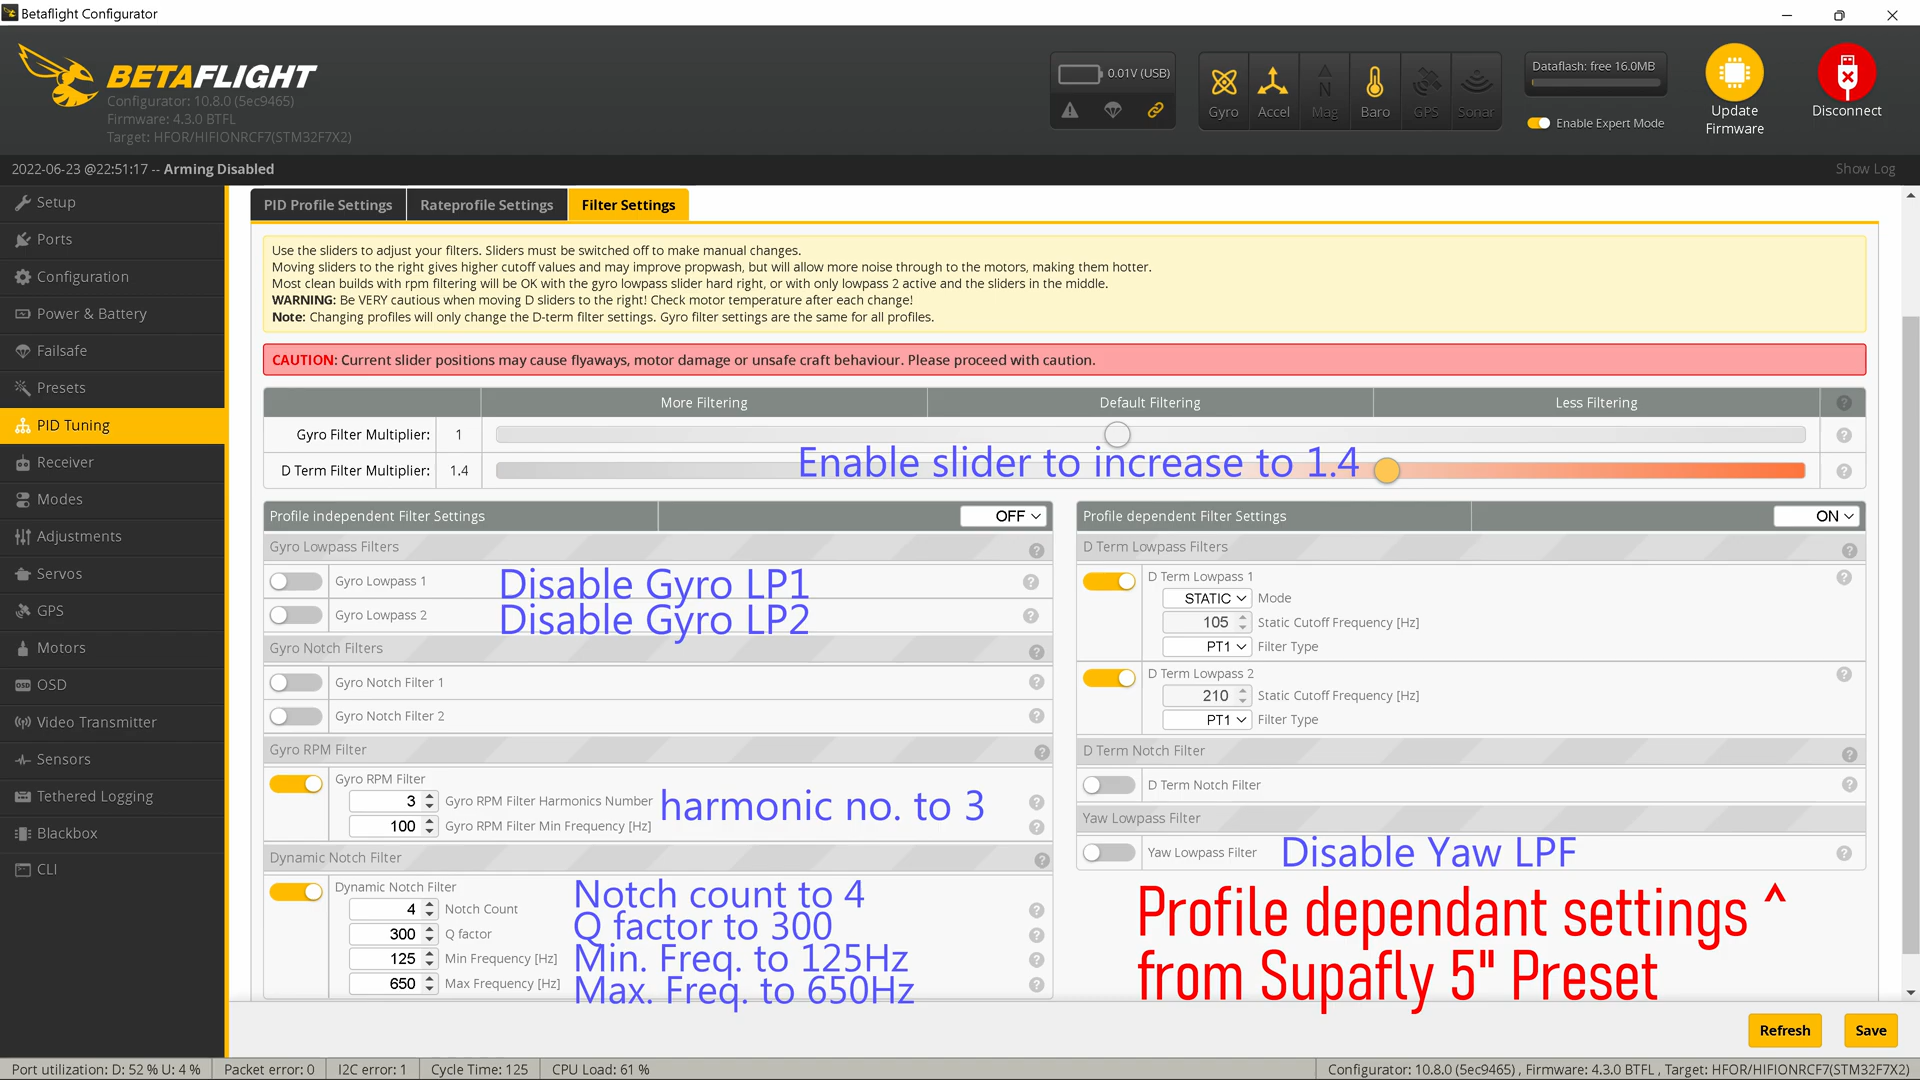 Betaflight Configurator
BETAFLIGHT
Configurator: 10.8.0 (5ec9465)
Firmware: 4.3.0 BTFL
Target: HFOR/HIFIONRCF7(STM32F7X2)
0.01V (USB)
Gyro
Accel
N
Mag
Baro
GPS
Sonar
Dataflash: free 16.0MB
Enable Expert Mode
Update
Firmware
Disconnect
2022-06-23 @22:51:17 -- Arming Disabled
Show Log
Setup
Ports
Configuration
Power & Battery
Failsafe
Presets
PID Tuning
Receiver
Modes
Adjustments
Servos
GPS
Motors
OSD
Video Transmitter
Sensors
Tethered Logging
Blackbox
CLI
PID Profile Settings
Rateprofile Settings
Filter Settings
Use the sliders to adjust your filters. Sliders must be switched off to make manual changes.
Moving sliders to the right gives higher cutoff values and may improve propwash, but will allow more noise through to the motors, making them hotter.
Most clean builds with rpm filtering will be OK with the gyro lowpass slider hard right, or with only lowpass 2 active and the sliders in the middle.
WARNING: Be VERY cautious when moving D sliders to the right! Check motor temperature after each change!
Note: Changing profiles will only change the D-term filter settings. Gyro filter settings are the same for all profiles.
CAUTION: Current slider positions may cause flyaways, motor damage or unsafe craft behaviour. Please proceed with caution.
More Filtering
Default Filtering
Less Filtering
Gyro Filter Multiplier: 1
D Term Filter Multiplier: 1.4
Enable slider to increase to 1.4
Profile independent Filter Settings
OFF
Gyro Lowpass Filters
Gyro Lowpass 1
Disable Gyro LP1
Gyro Lowpass 2
Disable Gyro LP2
Gyro Notch Filters
Gyro Notch Filter 1
Gyro Notch Filter 2
Gyro RPM Filter
Gyro RPM Filter
3 Gyro RPM Filter Harmonics Number
harmonic no. to 3
100 Gyro RPM Filter Min Frequency [Hz]
Dynamic Notch Filter
Dynamic Notch Filter
4 Notch Count
Notch count to 4
300 Q factor
Q factor to 300
125 Min Frequency [Hz]
Min. Freq. to 125Hz
650 Max Frequency [Hz]
Max. Freq. to 650Hz
Profile dependent Filter Settings
ON
D Term Lowpass Filters
D Term Lowpass 1
STATIC Mode
105 Static Cutoff Frequency [Hz]
PT1 Filter Type
D Term Lowpass 2
210 Static Cutoff Frequency [Hz]
PT1 Filter Type
D Term Notch Filter
D Term Notch Filter
Yaw Lowpass Filter
Yaw Lowpass Filter
Disable Yaw LPF
Profile dependant settings ^
from Supafly 5" Preset
Refresh
Save
Port utilization: D: 52 % U: 4 %
Packet error: 0
I2C error: 1
Cycle Time: 125
CPU Load: 61 %
Configurator: 10.8.0 (5ec9465) , Firmware: 4.3.0 BTFL , Target: HFOR/HIFIONRCF7(STM32F7X2)